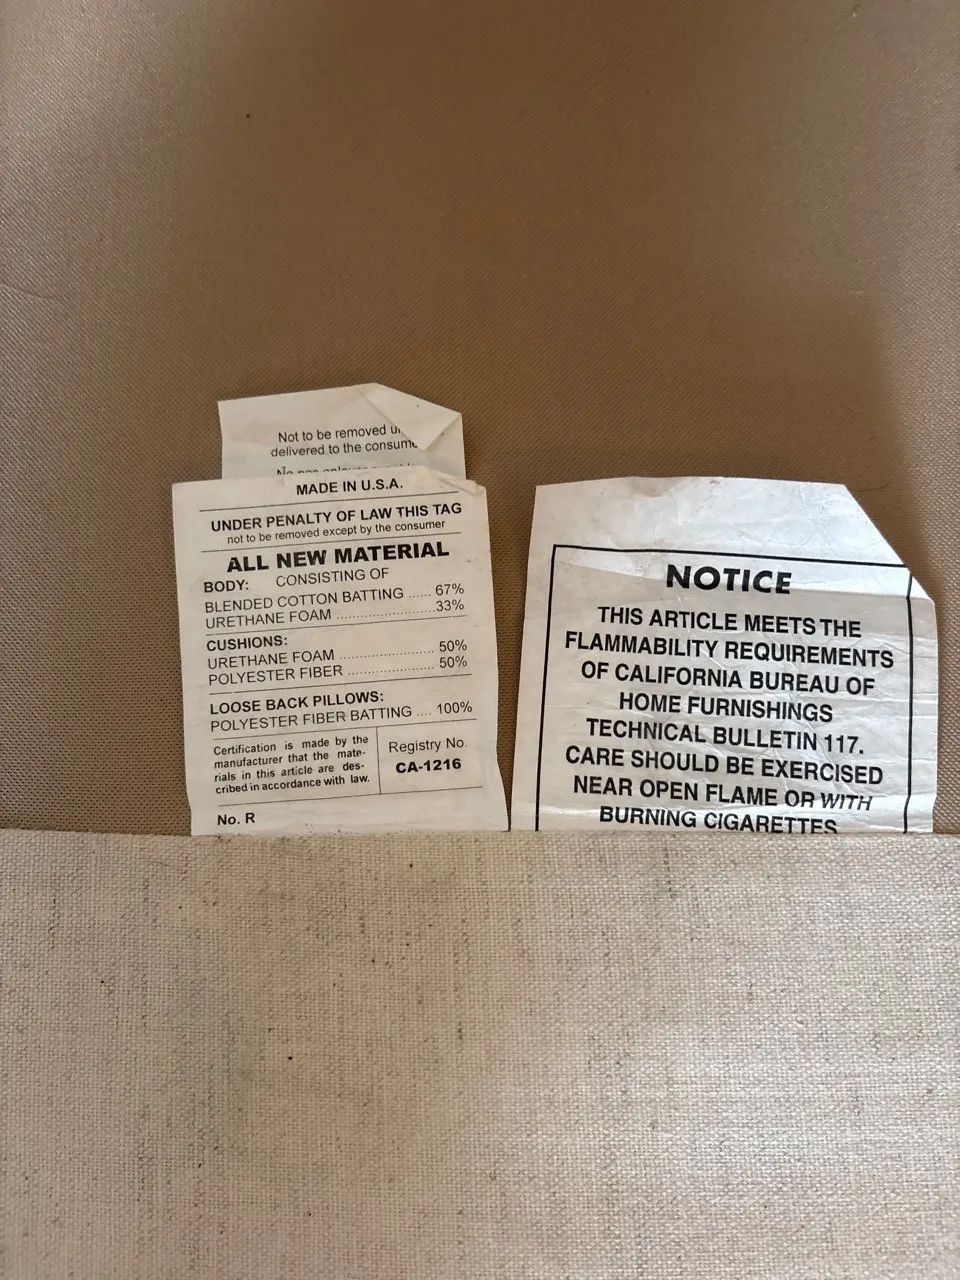 Not to be removed
delivered to the
MADE IN U.S.A.
UNDER PENALTY OF LAW THIS TAG
not to be removed except by the consumer
ALL NEW MATERIAL
CONSISTING OF
BODY:
BLENDED COTTON BATTING ...... 67%
URETHANE FOAM ........................ 33%
CUSHIONS:
URETHANE FOAM ........................ 50%
POLYESTER FIBER ..................... 50%
LOOSE BACK PILLOWS:
POLYESTER FIBER BATTING .... 100%
Certification is made by the
manufacturer that the mate-
rials in this article are des-
cribed in accordance with law.
Registry No.
CA-1216
No. R
NOTICE
THIS ARTICLE MEETS THE
FLAMMABILITY REQUIREMENTS
OF CALIFORNIA BUREAU OF
HOME FURNISHINGS
TECHNICAL BULLETIN 117.
CARE SHOULD BE EXERCISED
NEAR OPEN FLAME OR WITH
BURNING CIGARETTES